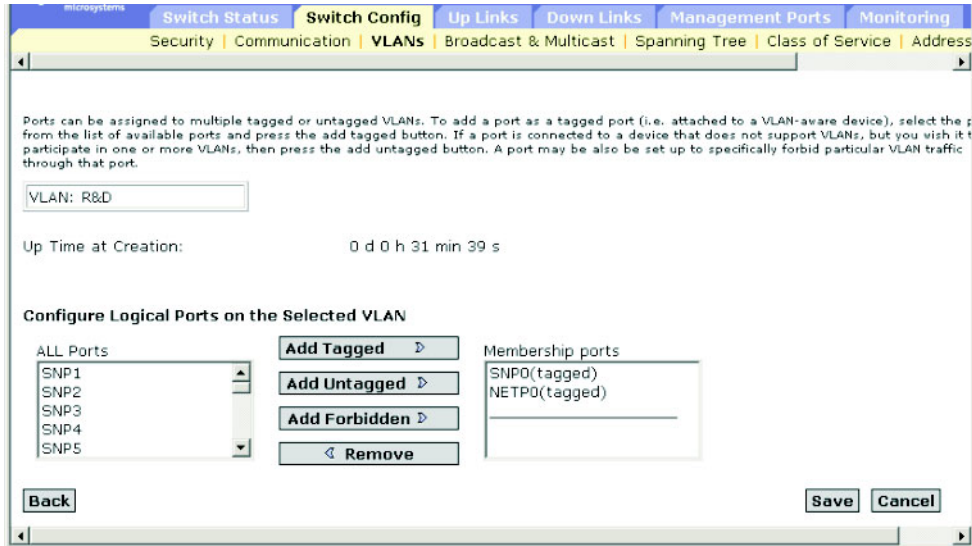 microsystems
Switch Status Switch Config Up Links Down Links Management Ports Monitoring
Security | Communication | VLANs | Broadcast & Multicast | Spanning Tree | Class of Service | Address
Ports can be assigned to multiple tagged or untagged VLANs. To add a port as a tagged port (i.e. attached to a VLAN-aware device), select the
from the list of available ports and press the add tagged button. If a port is connected to a device that does not support VLANs, but you wish it
participate in one or more VLANs, then press the add untagged button. A port may be also be set up to specifically forbid particular VLAN traffic
through that port.
VLAN: R&D
Up Time at Creation: 0 d 0 h 31 min 39 s
Configure Logical Ports on the Selected VLAN
ALL Ports
SNP1
SNP2
SNP3
SNP4
SNP5
Add Tagged
Add Untagged
Add Forbidden
Remove
Membership ports
SNP0(tagged)
NETP0(tagged)
Back
Save Cancel